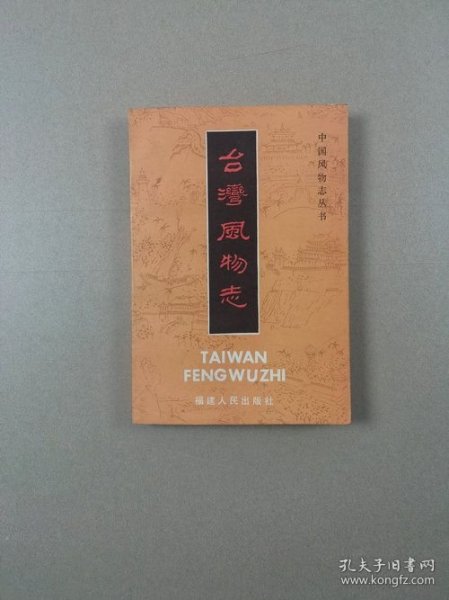 中国风物志丛书
台灣風物志
TAIWAN
FENGWUZHI
福建人民出版社
孔夫子旧书网
www.kongfz.com